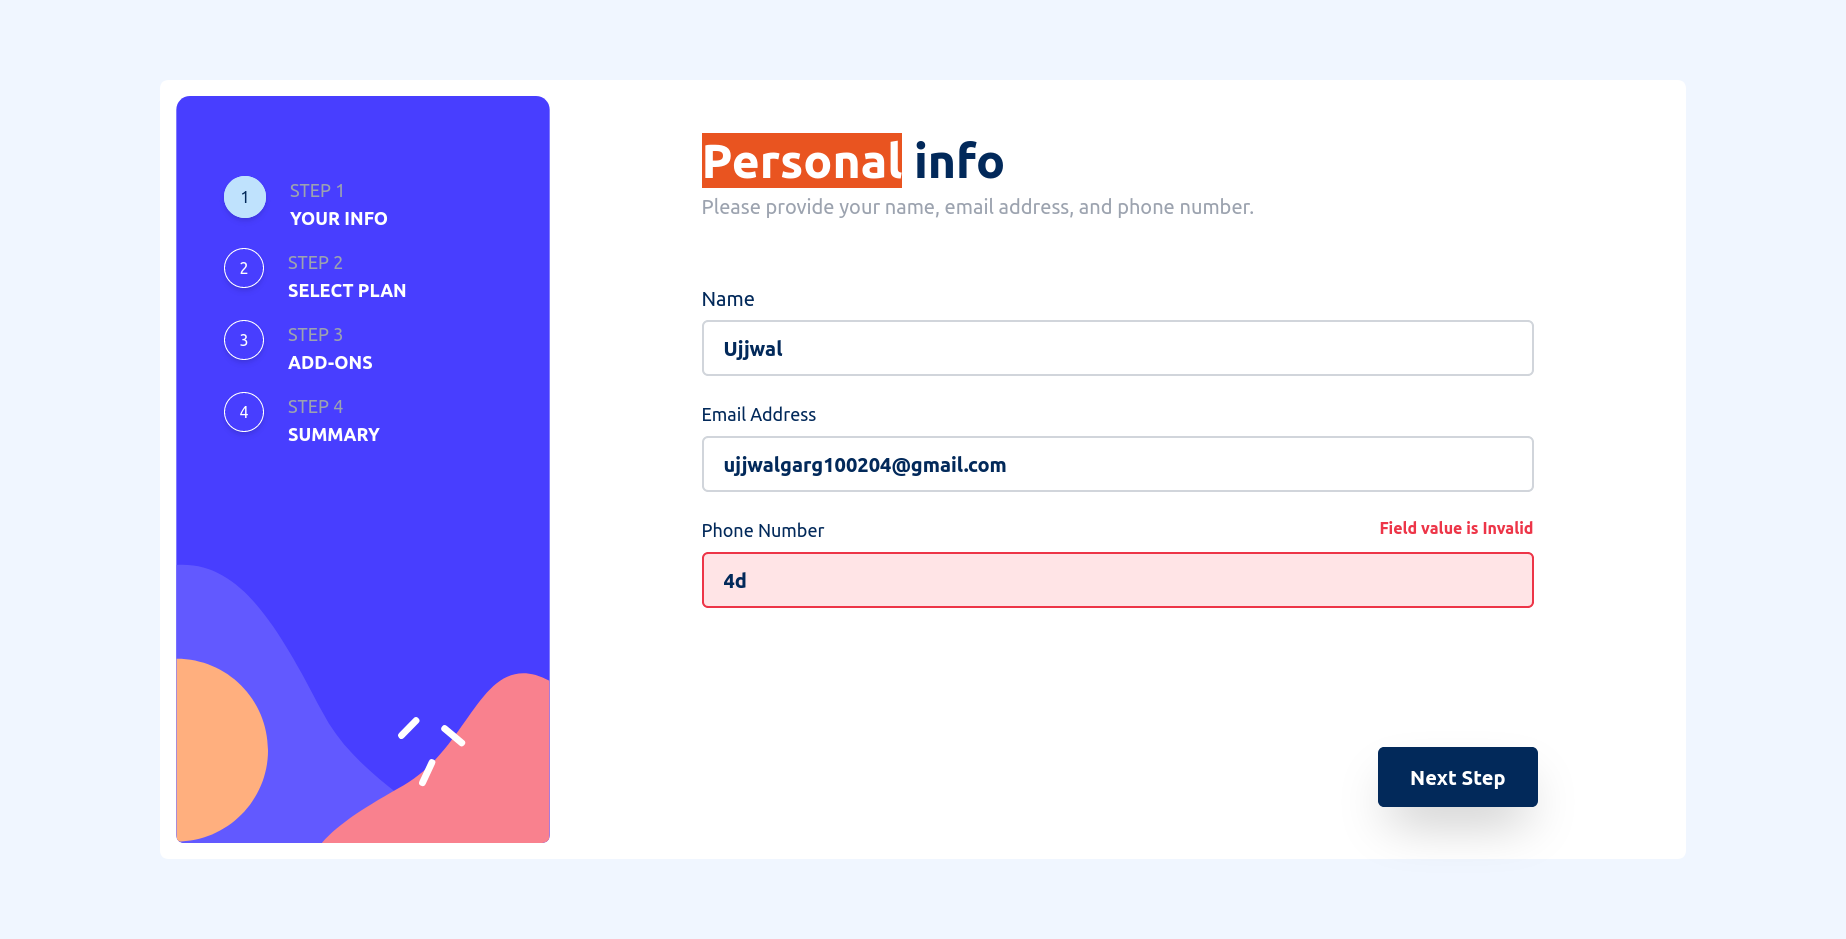 1
STEP 1
YOUR INFO
2
STEP 2
SELECT PLAN
3
STEP 3
ADD-ONS
4
STEP 4
SUMMARY
Personal info
Please provide your name, email address, and phone number.
Name
Ujjwal
Email Address
ujjwalgarg100204@gmail.com
Phone Number
Field value is Invalid
4d
Next Step